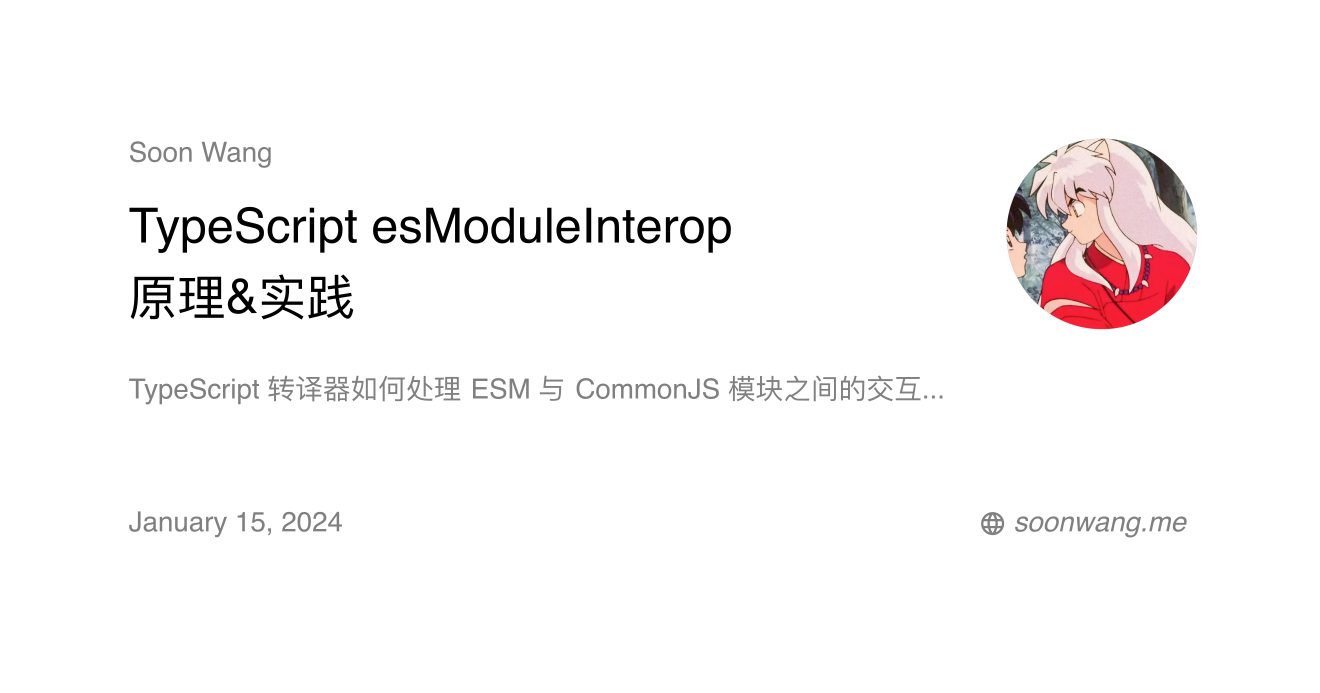 Soon Wang
TypeScript esModuleInterop
原理&实践
TypeScript 转译器如何处理 ESM 与 CommonJS 模块之间的交互...
January 15, 2024
soonwang.me